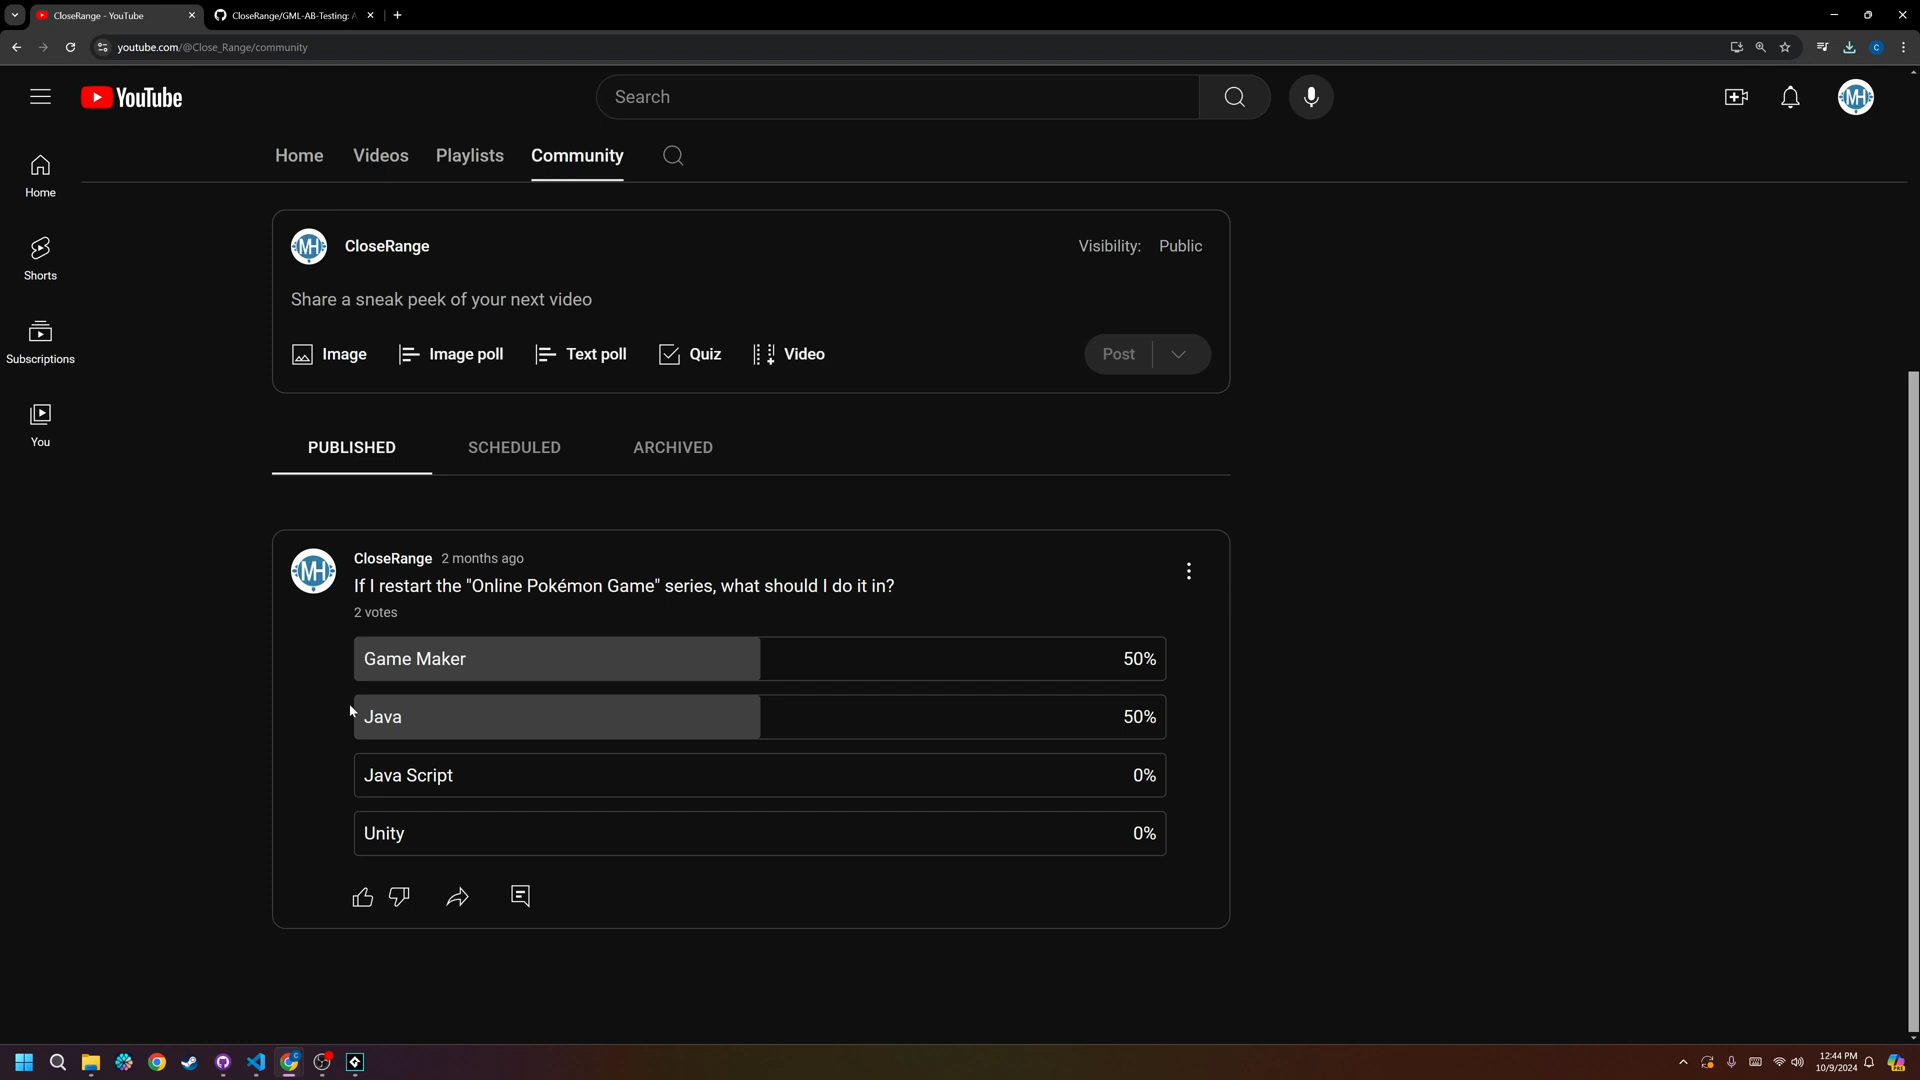 CloseRange - YouTube
CloseRange/GML-AB-Testing: A
youtube.com/@Close_Range/community
C
YouTube
Search
MH
Home
Videos
Playlists
Community
Home
Shorts
Subscriptions
You
MH
CloseRange
Visibility: Public
Share a sneak peek of your next video
Image
Image poll
Text poll
Quiz
Video
Post
PUBLISHED
SCHEDULED
ARCHIVED
MH
CloseRange 2 months ago
If I restart the "Online Pokémon Game" series, what should I do it in?
2 votes
Game Maker 50%
Java 50%
Java Script 0%
Unity 0%
12:44 PM
10/9/2024